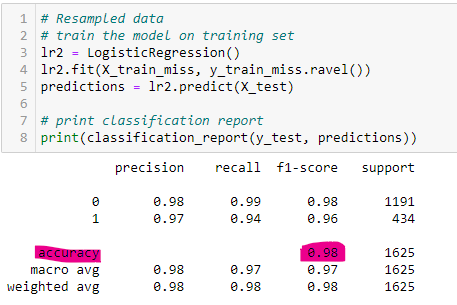 1 # Resampled data
2 # train the model on training set
3 lr2 = LogisticRegression()
4 lr2.fit(X_train_miss, y_train_miss.ravel())
5 predictions = lr2.predict(X_test)
6
7 # print classification report
8 print(classification_report(y_test, predictions))
precision recall f1-score support
0 0.98 0.99 0.98 1191
1 0.97 0.94 0.96 434
accuracy 0.98 1625
macro avg 0.98 0.97 0.97 1625
weighted avg 0.98 0.98 0.98 1625